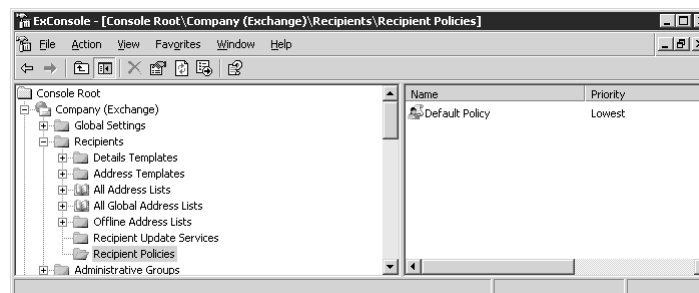 ExConsole - [Console Root\Company (Exchange)\Recipients\Recipient Policies]
File Action View Favorites Window Help
Console Root
Company (Exchange)
Global Settings
Recipients
Details Templates
Address Templates
All Address Lists
All Global Address Lists
Offline Address Lists
Recipient Update Services
Recipient Policies
Administrative Groups
Name Priority
Default Policy Lowest